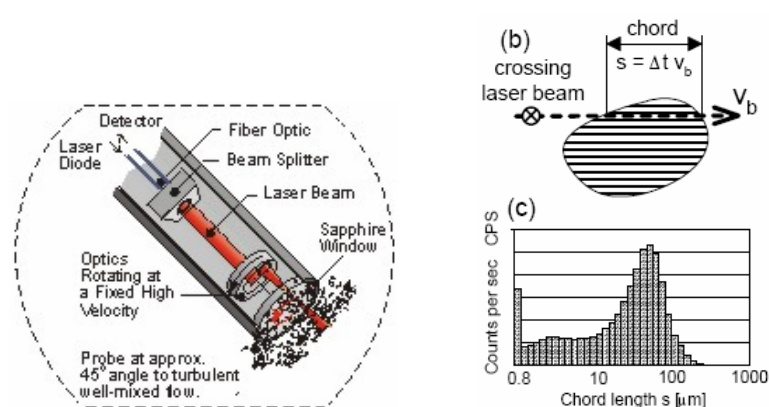 Detector
Laser
Diode
Fiber Optic
Beam Splitter
Laser Beam
Sapphire
Window
Optics
Rotating at
a Fixed High
Velocity
Probe at approx.
45° angle to turbulent
well-mixed flow.
(b)
chord
s = Δt v_b
crossing
laser beam
V_b
(c)
Counts per sec CPS
0.8 10 100 1000
Chord length s [μm]